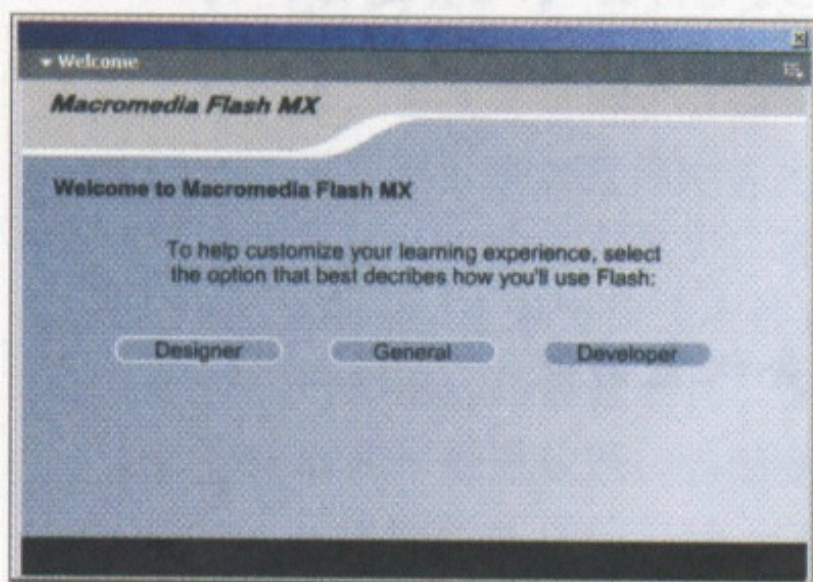 Welcome
Macromedia Flash MX
Welcome to Macromedia Flash MX
To help customize your learning experience, select
the option that best decribes how you'll use Flash:
Designer General Developer